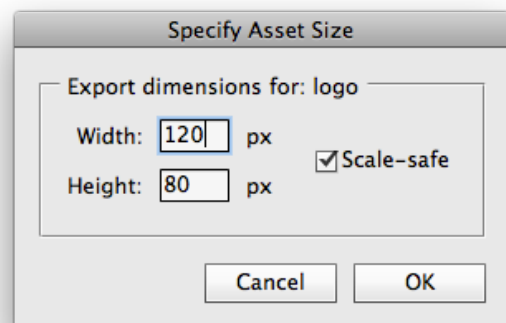 Specify Asset Size
Export dimensions for: logo
Width: 120 px
Scale-safe
Height: 80 px
Cancel OK